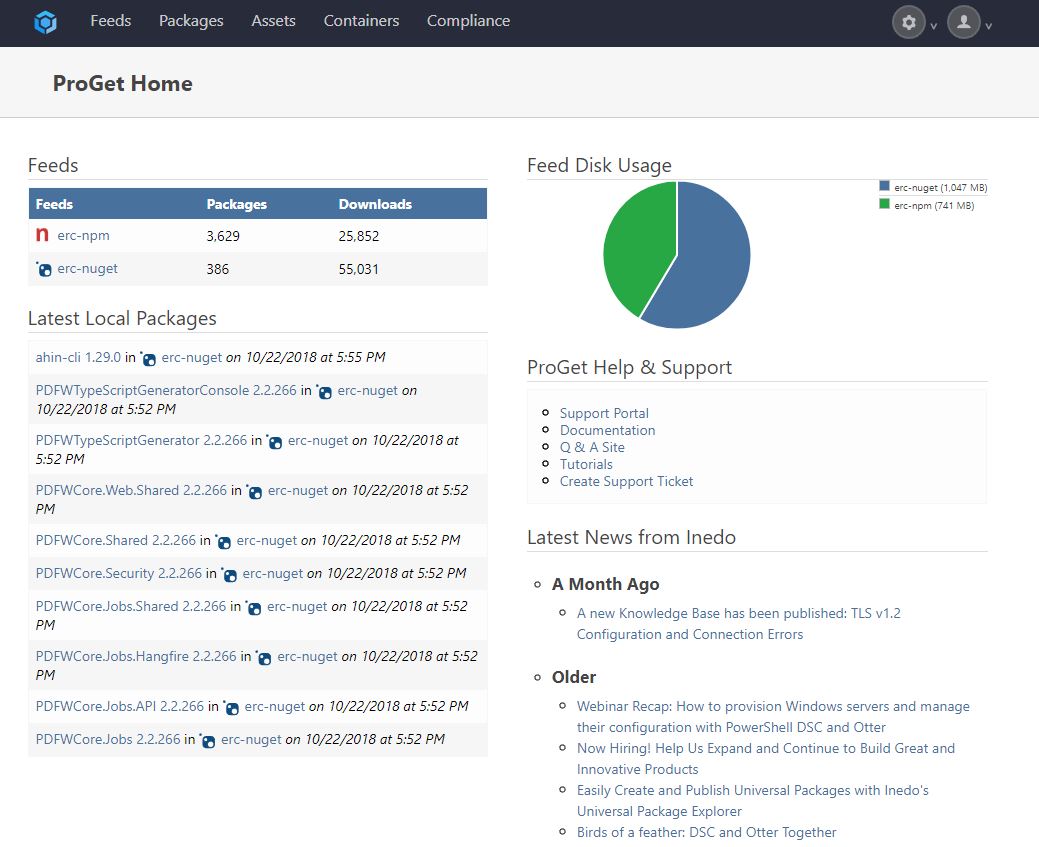 Feeds Packages Assets Containers Compliance
ProGet Home
Feeds
Feeds Packages Downloads
erc-npm 3,629 25,852
erc-nuget 386 55,031
Latest Local Packages
ahin-cli 1.29.0 in erc-nuget on 10/22/2018 at 5:55 PM
PDFWTypeScriptGeneratorConsole 2.2.266 in erc-nuget on
10/22/2018 at 5:52 PM
PDFWTypeScriptGenerator 2.2.266 in erc-nuget on 10/22/2018 at
5:52 PM
PDFWCore.Web.Shared 2.2.266 in erc-nuget on 10/22/2018 at 5:52
PM
PDFWCore.Shared 2.2.266 in erc-nuget on 10/22/2018 at 5:52 PM
PDFWCore.Security 2.2.266 in erc-nuget on 10/22/2018 at 5:52 PM
PDFWCore.Jobs.Shared 2.2.266 in erc-nuget on 10/22/2018 at 5:52
PM
PDFWCore.Jobs.Hangfire 2.2.266 in erc-nuget on 10/22/2018 at 5:52
PM
PDFWCore.Jobs.API 2.2.266 in erc-nuget on 10/22/2018 at 5:52 PM
PDFWCore.Jobs 2.2.266 in erc-nuget on 10/22/2018 at 5:52 PM
Feed Disk Usage
erc-nuget (1,047 MB)
erc-npm (741 MB)
ProGet Help & Support
Support Portal
Documentation
Q & A Site
Tutorials
Create Support Ticket
Latest News from Inedo
A Month Ago
A new Knowledge Base has been published: TLS v1.2
Configuration and Connection Errors
Older
Webinar Recap: How to provision Windows servers and manage
their configuration with PowerShell DSC and Otter
Now Hiring! Help Us Expand and Continue to Build Great and
Innovative Products
Easily Create and Publish Universal Packages with Inedo's
Universal Package Explorer
Birds of a feather: DSC and Otter Together